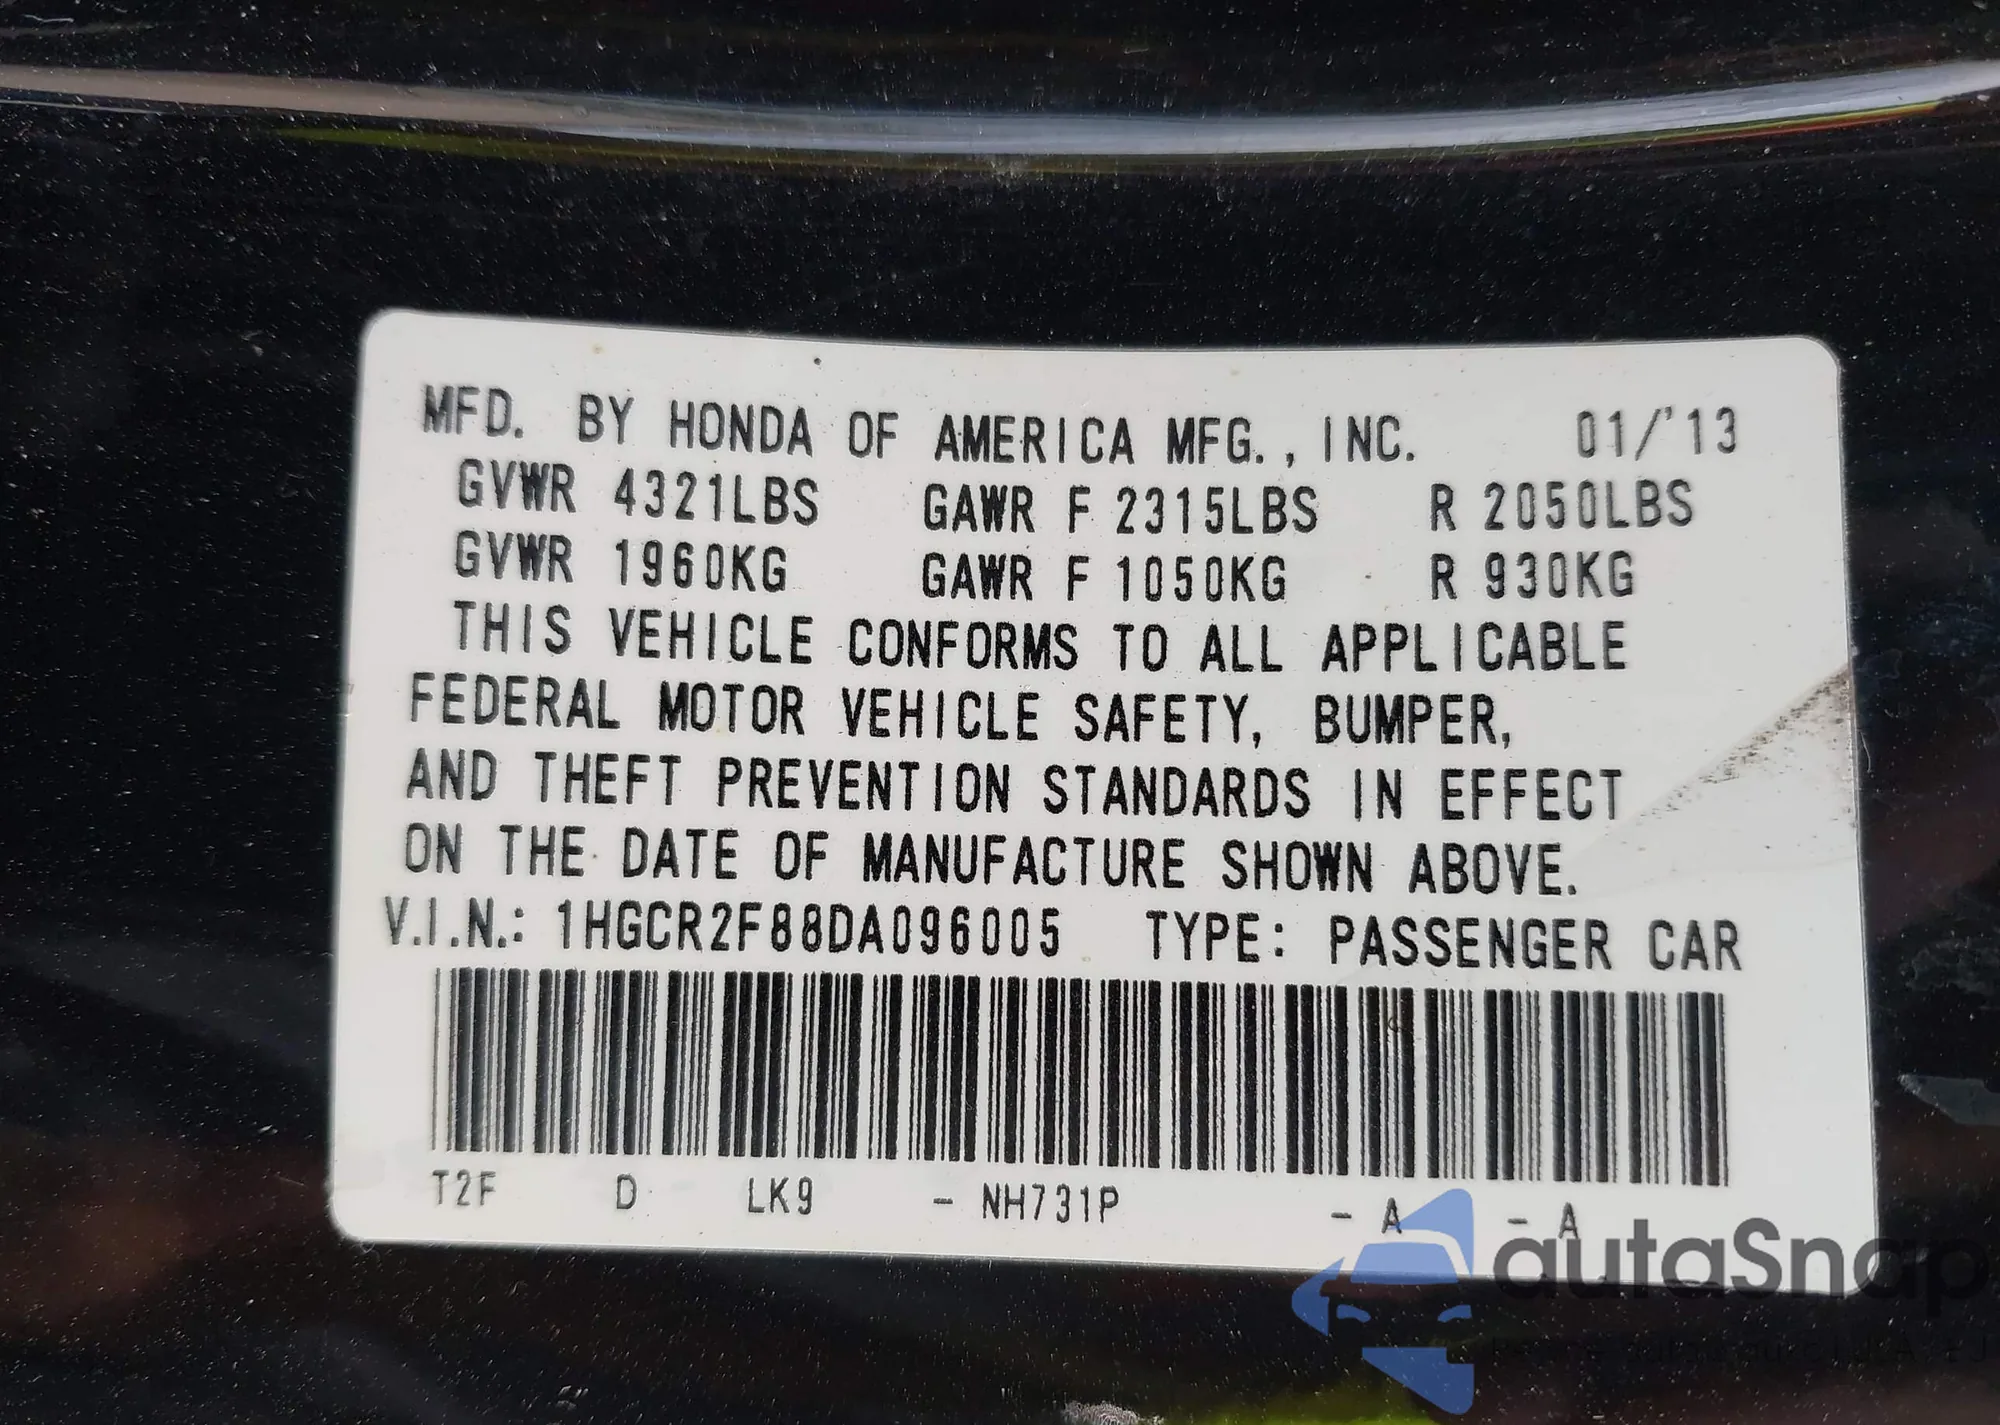 MFD. BY HONDA OF AMERICA MFG., INC. 01/'13
GVWR 4321LBS GAWR F 2315LBS R 2050LBS
GVWR 1960KG GAWR F 1050KG R 930KG
THIS VEHICLE CONFORMS TO ALL APPLICABLE
FEDERAL MOTOR VEHICLE SAFETY, BUMPER,
AND THEFT PREVENTION STANDARDS IN EFFECT
ON THE DATE OF MANUFACTURE SHOWN ABOVE.
V.I.N.: 1HGCR2F88DA096005 TYPE: PASSENGER CAR
T2F D LK9 - NH731P - A - A
autaSnap